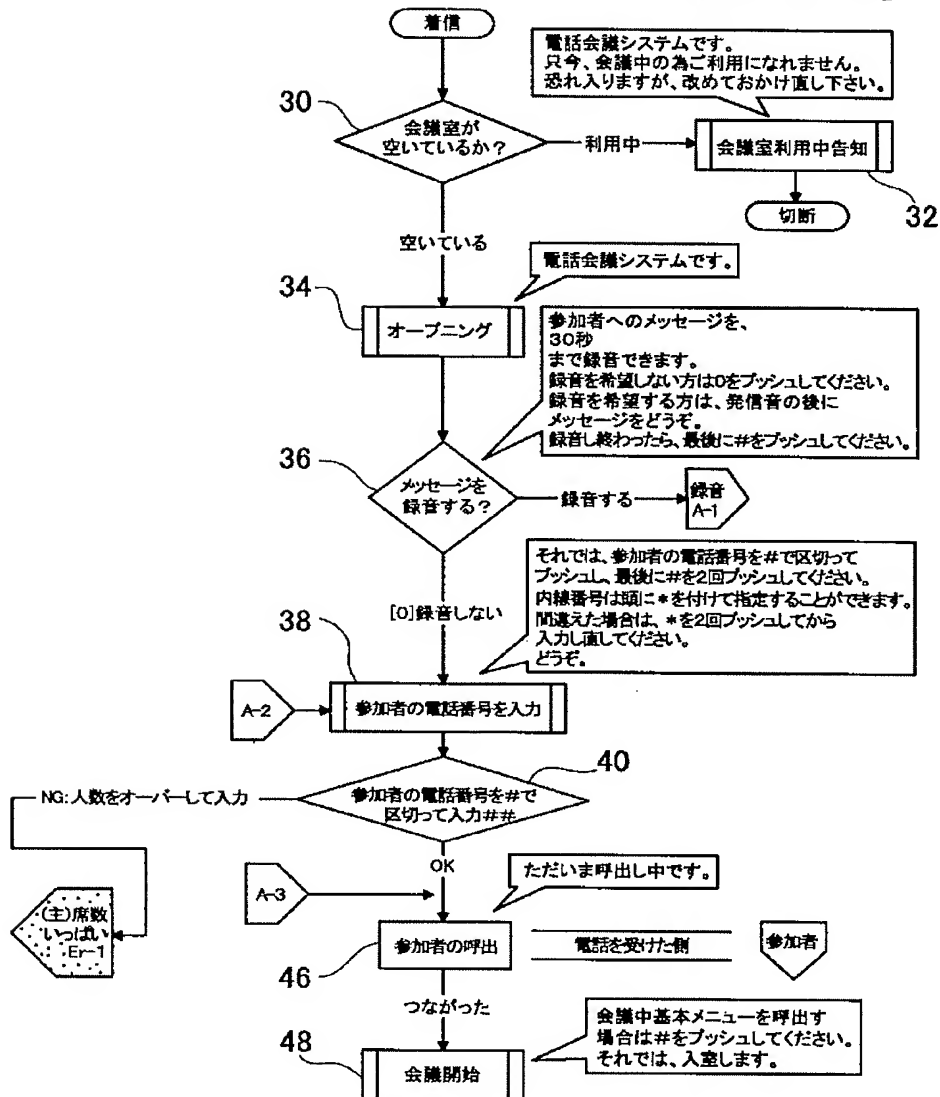 着信
電話会議システムです。
只今、会議中の為ご利用になれません。
恐れ入りますが、改めておかけ直し下さい。
30
会議室が
空いているか？
利用中
会議室利用中告知
32
切断
空いている
電話会議システムです。
34
オープニング
参加者へのメッセージを、
30秒
まで録音できます。
録音を希望しない方は0をプッシュしてください。
録音を希望する方は、発信音の後に
メッセージをどうぞ。
録音し終わったら、最後に#をプッシュしてください。
36
メッセージを
録音する？
録音する
録音
A-1
それでは、参加者の電話番号を#で区切って
プッシュし、最後に#を2回プッシュしてください。
内線番号は頭に*を付けて指定することができます。
間違えた場合は、*を2回プッシュしてから
入力し直してください。
どうぞ。
[0]録音しない
38
A-2
参加者の電話番号を入力
40
NG:人数をオーバーして入力
参加者の電話番号を#で
区切って入力##
OK
A-3
ただいま呼出し中です。
(主)席数
いっぱい
Er-1
参加者の呼出
電話を受けた側
参加者
46
つながった
会議中基本メニューを呼出す
場合は#をプッシュしてください。
それでは、入室します。
48
会議開始